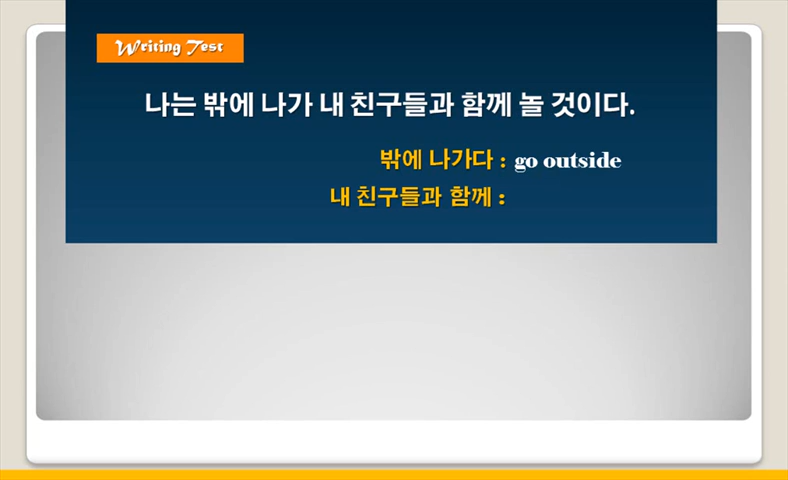 Writing Test
나는 밖에 나가 내 친구들과 함께 놀 것이다.
밖에 나가다 : go outside
내 친구들과 함께 :